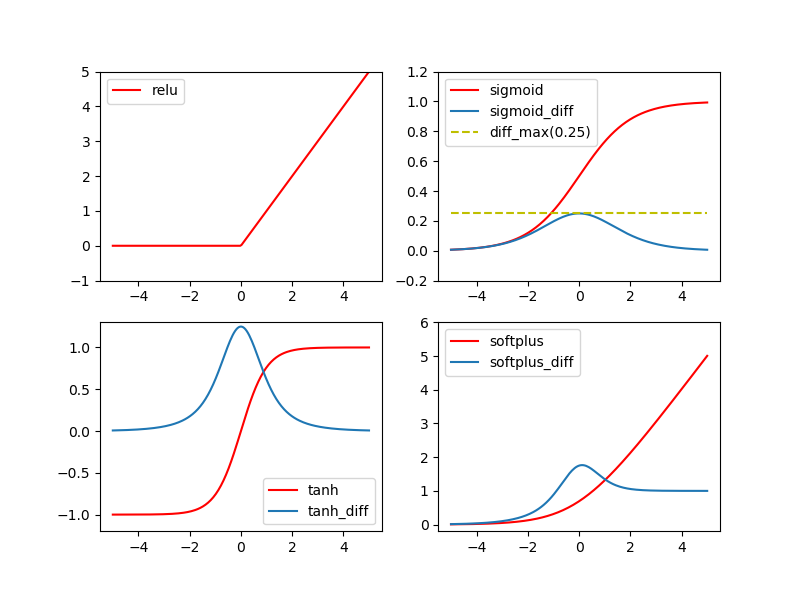 relu
5
4
3
2
1
0
−1
−4 −2 0 2 4
sigmoid
sigmoid_diff
diff_max(0.25)
1.2
1.0
0.8
0.6
0.4
0.2
0.0
−0.2
−4 −2 0 2 4
1.0
0.5
0.0
−0.5
−1.0
tanh
tanh_diff
−4 −2 0 2 4
softplus
softplus_diff
6
5
4
3
2
1
0
−4 −2 0 2 4